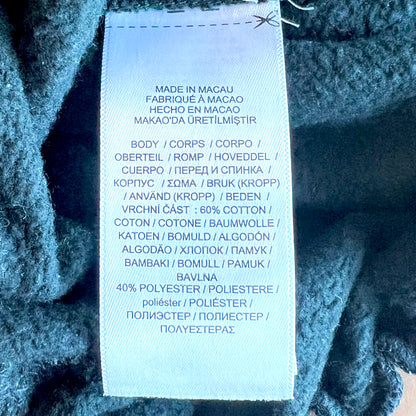 MADE IN MACAU
FABRIQUÉ À MACAO
HECHO EN MACAO
MAKAO'DA ÜRETİLMİŞTİR
BODY / CORPS / CORPO /
OBERTEIL / ROMP / HOVEDDEL /
CUERPO / ПЕРЕД И СПИНКА /
КОРПУС / ΣΩΜΑ / BRUK (KROPP)
/ ANVÄND (KROPP) / BEDEN /
VRCHNI ČÁST : 60% COTTON /
COTON / COTONE / BAUMWOLLE /
KATOEN / BOMULD / ALGODÓN /
ALGODÃO / ХЛОПОК / ПАМУК /
BAMBAKI / BOMULL / PAMUK /
BAVLNA
40% POLYESTER / POLIESTERE /
poliéster / POLIÉSTER /
ПОЛИЭСТЕР / ПОЛИЕСТЕР /
ΠΟΛΥΕΣΤΕΡΑΣ